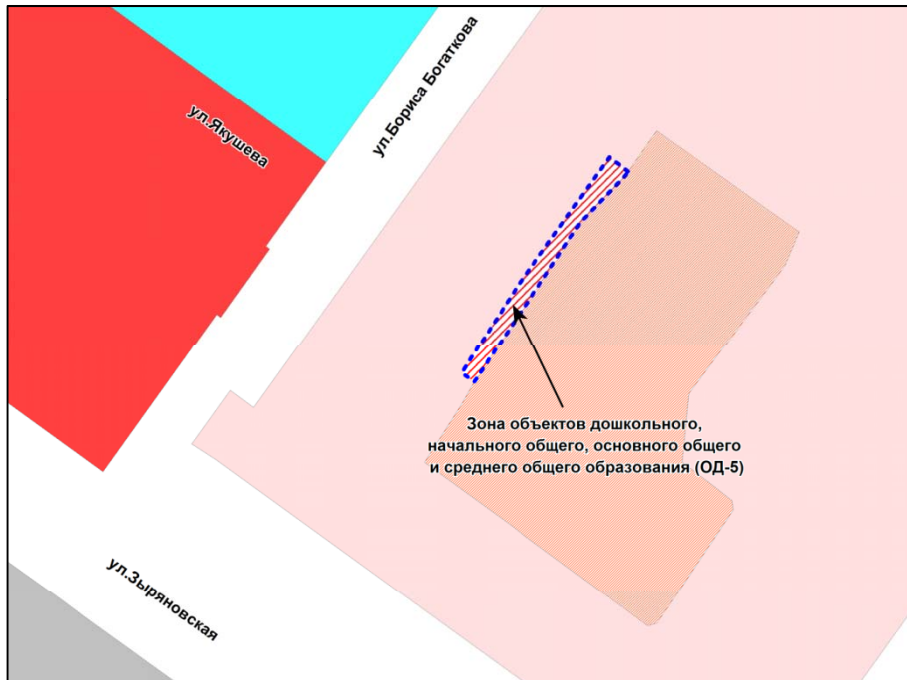 ул.Бориса Богаткова
ул.Якушева
Зона объектов дошкольного,
начального общего, основного общего
и среднего общего образования (ОД-5)
ул.Зыряновская